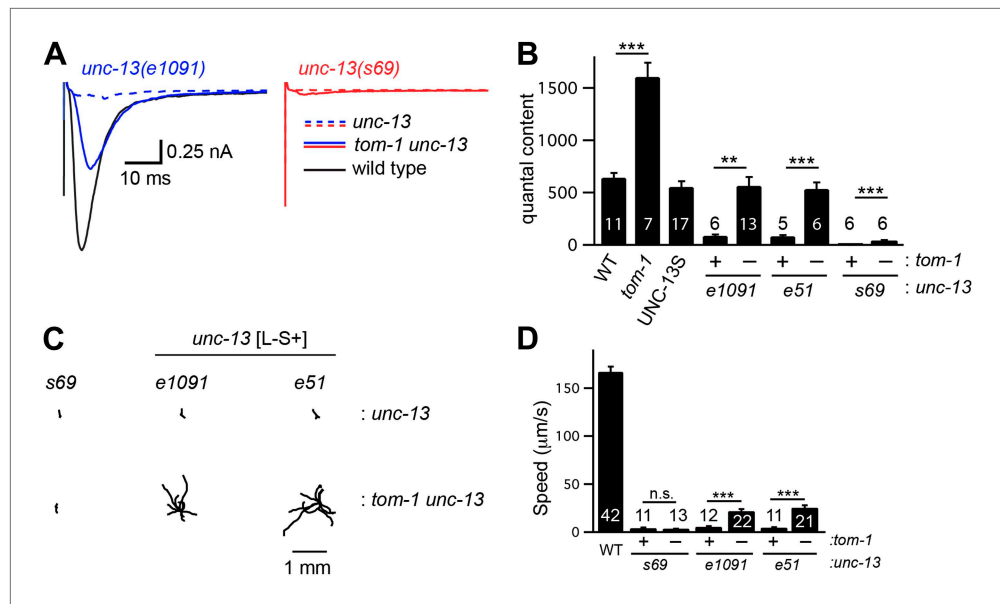 A
unc-13(e1091)
unc-13(s69)
0.25 nA
10 ms
unc-13
tom-1 unc-13
wild type
B
quantal content
1500
1000
500
0
***
**
***
***
11
7
17
6
13
5
6
6
6
WT
tom-1
UNC-13S
+ − + − + − : tom-1
e1091 e51 s69 : unc-13
C
unc-13 [L-S+]
s69 e1091 e51
: unc-13
: tom-1 unc-13
1 mm
D
Speed (µm/s)
150
100
50
0
n.s.
***
***
42
11 13 12 22 11 21
WT
+ − + − + − :tom-1
s69 e1091 e51 :unc-13